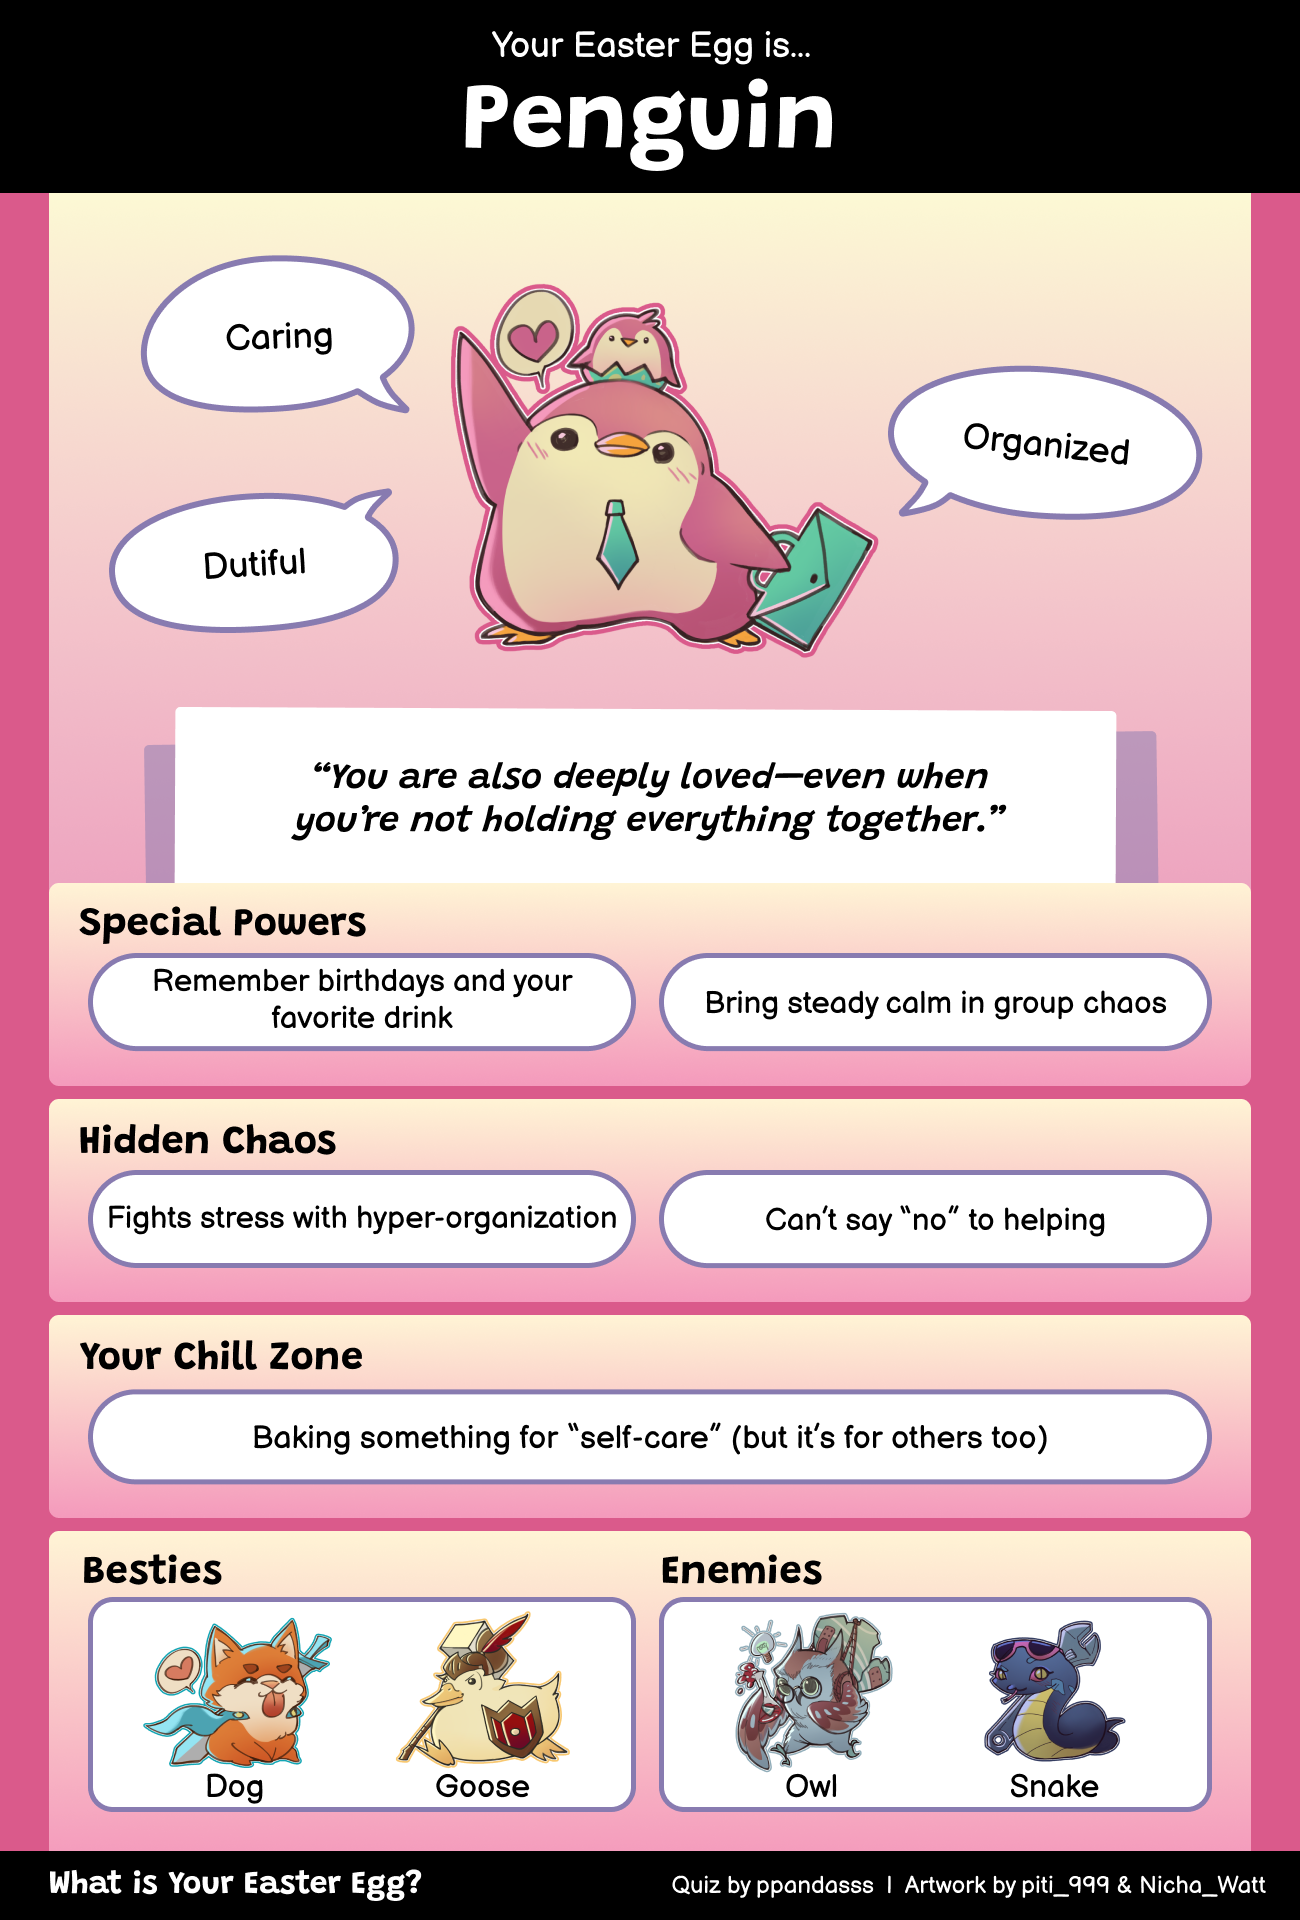 Your Easter Egg is...
Penguin
Caring
Organized
Dutiful
“You are also deeply loved—even when
you’re not holding everything together.”
Special Powers
Remember birthdays and your
favorite drink
Bring steady calm in group chaos
Hidden Chaos
Fights stress with hyper-organization
Can’t say “no” to helping
Your Chill Zone
Baking something for “self-care” (but it’s for others too)
Besties
Enemies
Dog
Goose
Owl
Snake
What is Your Easter Egg?
Quiz by ppandasss | Artwork by piti_999 & Nicha_Watt